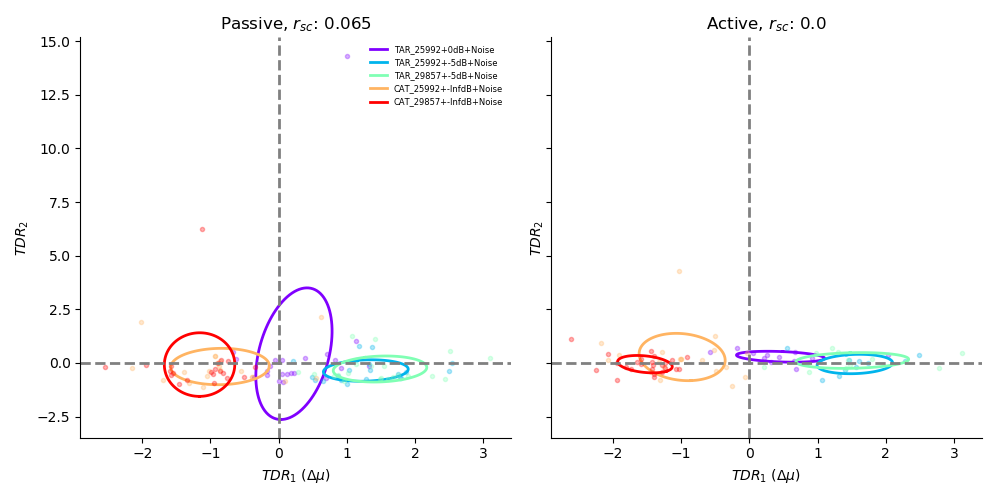 Passive, r_sc: 0.065
Active, r_sc: 0.0
15.0
12.5
10.0
7.5
5.0
2.5
0.0
−2.5
TDR_2
TAR_25992+0dB+Noise
TAR_25992+-5dB+Noise
TAR_29857+-5dB+Noise
CAT_25992+-InfdB+Noise
CAT_29857+-InfdB+Noise
−2 −1 0 1 2 3
TDR_1 (Δμ)
TDR_2
−2 −1 0 1 2 3
TDR_1 (Δμ)